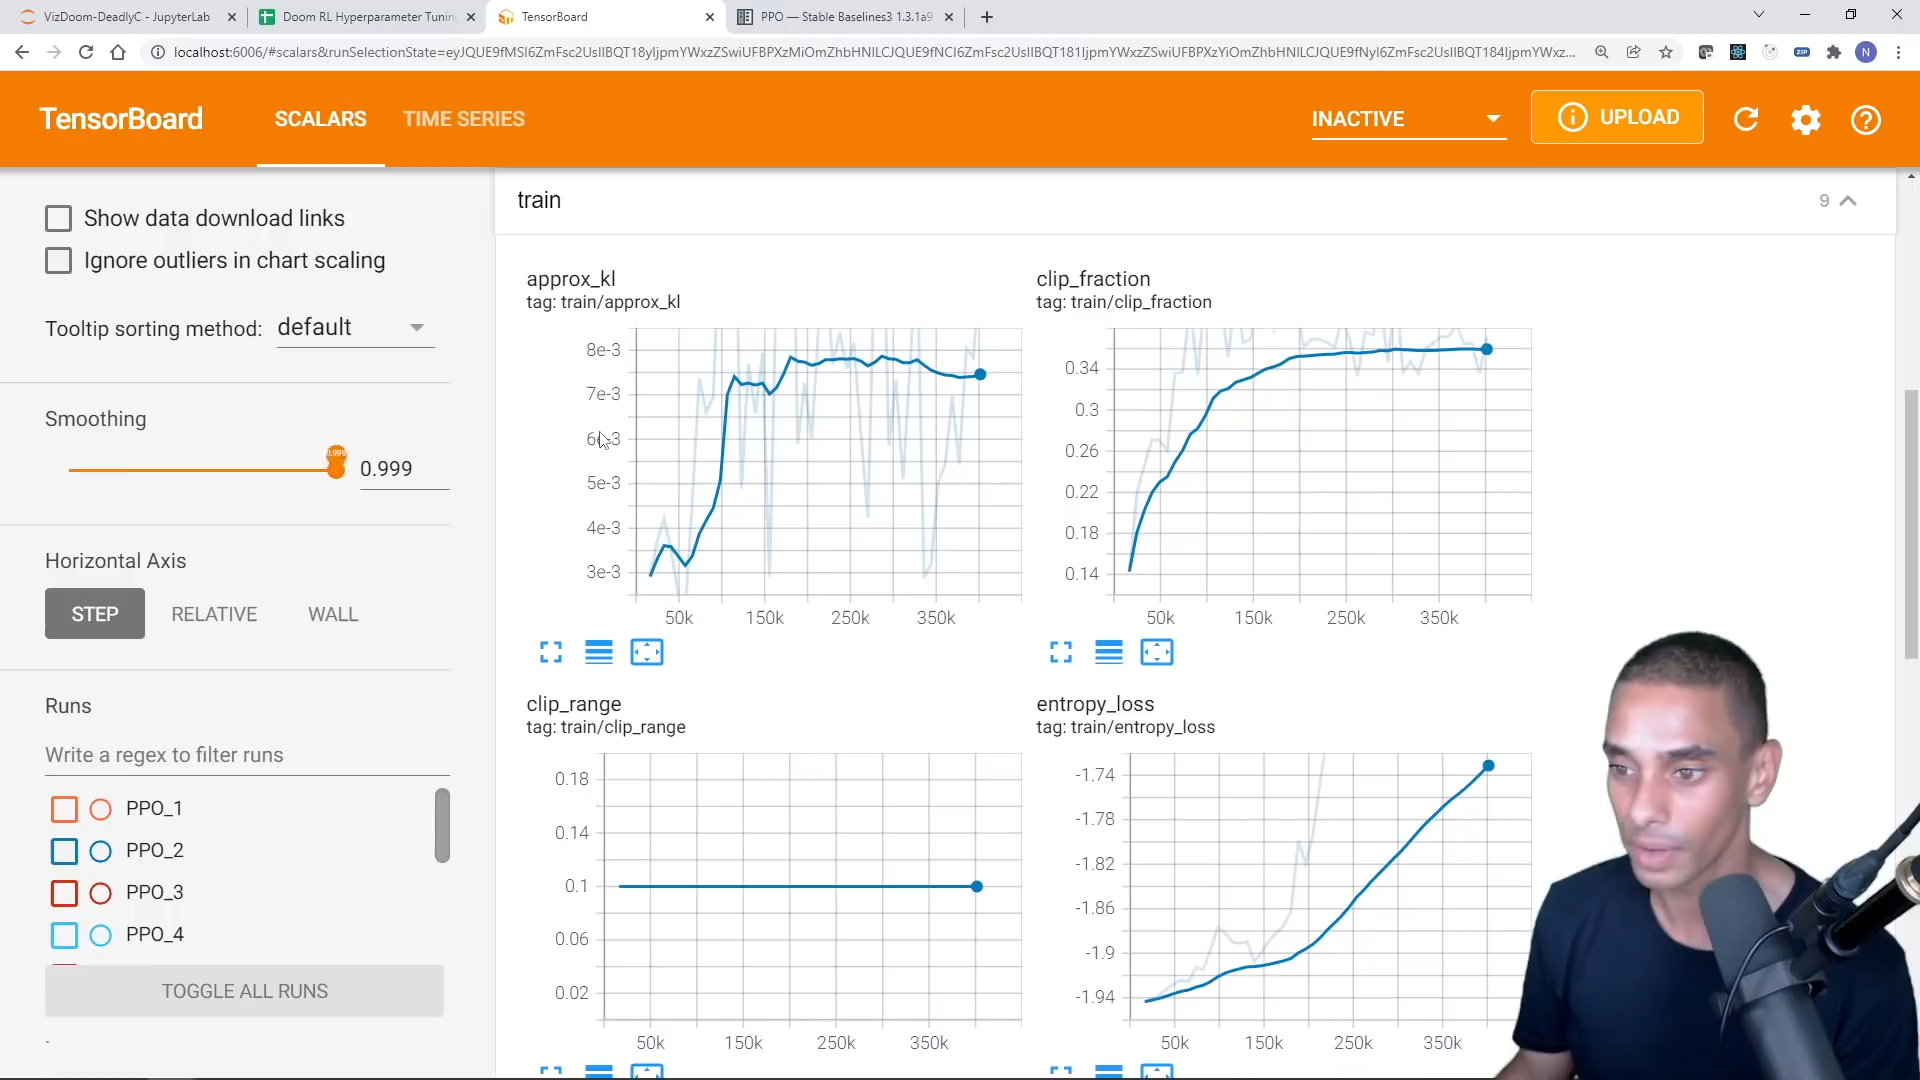 VizDoom-DeadlyC - JupyterLab
Doom RL Hyperparameter Tuning
TensorBoard
PPO — Stable Baselines3 1.3.1a9
N
TensorBoard
SCALARS
TIME SERIES
INACTIVE
UPLOAD
Show data download links
Ignore outliers in chart scaling
Tooltip sorting method: default
Smoothing
0.999
0.999
Horizontal Axis
STEP
RELATIVE
WALL
Runs
Write a regex to filter runs
PPO_1
PPO_2
PPO_3
PPO_4
TOGGLE ALL RUNS
.
train
9
approx_kl
tag: train/approx_kl
8e-3
7e-3
6e-3
5e-3
4e-3
3e-3
50k 150k 250k 350k
clip_fraction
tag: train/clip_fraction
0.34
0.3
0.26
0.22
0.18
0.14
50k 150k 250k 350k
clip_range
tag: train/clip_range
0.18
0.14
0.1
0.06
0.02
50k 150k 250k 350k
entropy_loss
tag: train/entropy_loss
-1.74
-1.78
-1.82
-1.86
-1.9
-1.94
50k 150k 250k 350k